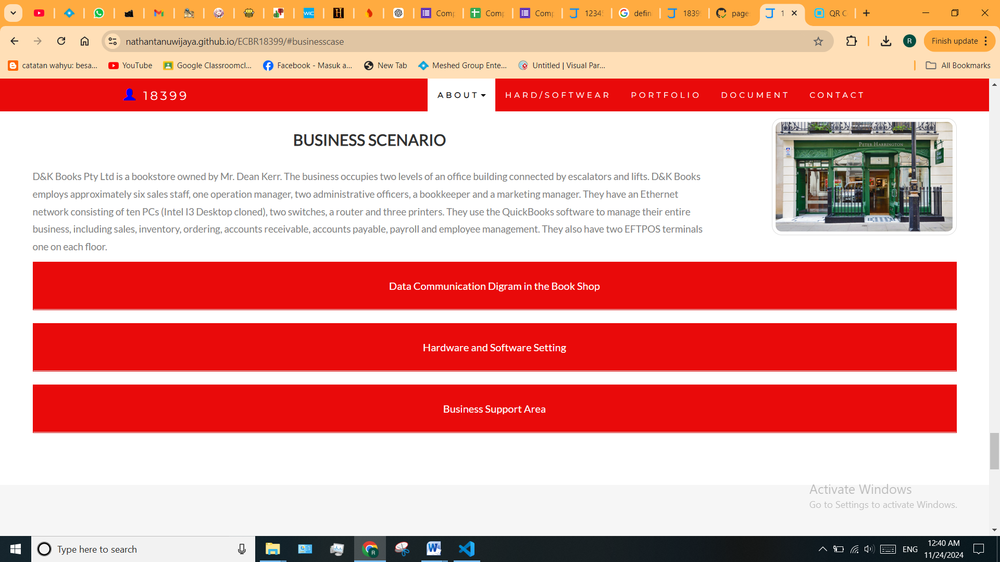 Comp
Comp
Comp
1234
defin
1839
page
1
QR C
nathantanuwijaya.github.io/ECBR18399/#businesscase
R
Finish update
catatan wahyu: besa...
YouTube
Google Classroomcl...
Facebook - Masuk a...
New Tab
Meshed Group Ente...
Untitled | Visual Par...
All Bookmarks
18399
ABOUT
HARD/SOFTWEAR
PORTFOLIO
DOCUMENT
CONTACT
BUSINESS SCENARIO
PETER HARRINGTON
D&K Books Pty Ltd is a bookstore owned by Mr. Dean Kerr. The business occupies two levels of an office building connected by escalators and lifts. D&K Books
employs approximately six sales staff, one operation manager, two administrative officers, a bookkeeper and a marketing manager. They have an Ethernet
network consisting of ten PCs (Intel I3 Desktop cloned), two switches, a router and three printers. They use the QuickBooks software to manage their entire
business, including sales, inventory, ordering, accounts receivable, accounts payable, payroll and employee management. They also have two EFTPOS terminals
one on each floor.
Data Communication Digram in the Book Shop
Hardware and Software Setting
Business Support Area
Activate Windows
Go to Settings to activate Windows.
Type here to search
ENG
12:40 AM
11/24/2024